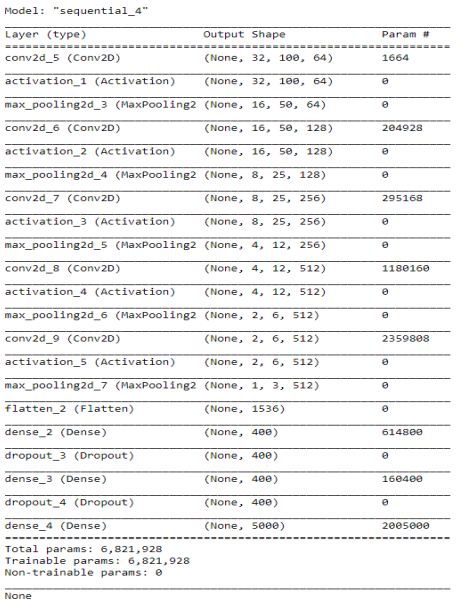 Model: "sequential_4"
Layer (type) Output Shape Param #
conv2d_5 (Conv2D) (None, 32, 100, 64) 1664
activation_1 (Activation) (None, 32, 100, 64) 0
max_pooling2d_3 (MaxPooling2 (None, 16, 50, 64) 0
conv2d_6 (Conv2D) (None, 16, 50, 128) 204928
activation_2 (Activation) (None, 16, 50, 128) 0
max_pooling2d_4 (MaxPooling2 (None, 8, 25, 128) 0
conv2d_7 (Conv2D) (None, 8, 25, 256) 295168
activation_3 (Activation) (None, 8, 25, 256) 0
max_pooling2d_5 (MaxPooling2 (None, 4, 12, 256) 0
conv2d_8 (Conv2D) (None, 4, 12, 512) 1180160
activation_4 (Activation) (None, 4, 12, 512) 0
max_pooling2d_6 (MaxPooling2 (None, 2, 6, 512) 0
conv2d_9 (Conv2D) (None, 2, 6, 512) 2359808
activation_5 (Activation) (None, 2, 6, 512) 0
max_pooling2d_7 (MaxPooling2 (None, 1, 3, 512) 0
flatten_2 (Flatten) (None, 1536) 0
dense_2 (Dense) (None, 400) 614800
dropout_3 (Dropout) (None, 400) 0
dense_3 (Dense) (None, 400) 160400
dropout_4 (Dropout) (None, 400) 0
dense_4 (Dense) (None, 5000) 2005000
Total params: 6,821,928
Trainable params: 6,821,928
Non-trainable params: 0
None